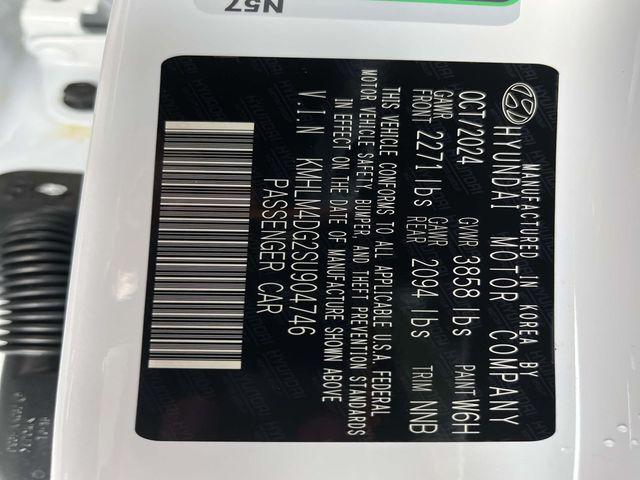 N57
MANUFACTURED IN KOREA BY
HYUNDAI MOTOR COMPANY
OCT/2024 GVWR 3858 lbs PAINT W6H
GAWR FRONT 2271 lbs GAWR REAR 2094 lbs TRIM NNB
THIS VEHICLE CONFORMS TO ALL APPLICABLE U.S.A. FEDERAL
MOTOR VEHICLE SAFETY, BUMPER, AND THEFT PREVENTION STANDARDS
IN EFFECT ON THE DATE OF MANUFACTURE SHOWN ABOVE
V.I.N KMHLM4DG2SU904746
PASSENGER CAR